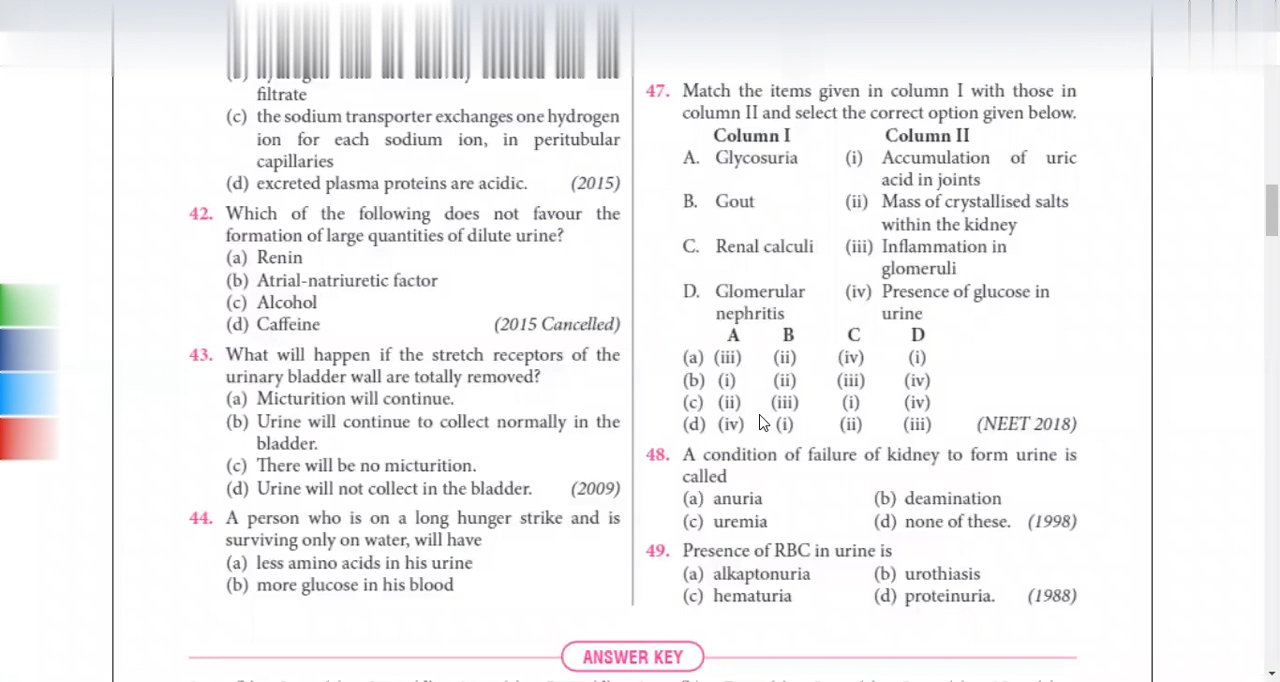 filtrate
(c) the sodium transporter exchanges one hydrogen
ion for each sodium ion, in peritubular
capillaries
(d) excreted plasma proteins are acidic. (2015)
42. Which of the following does not favour the
formation of large quantities of dilute urine?
(a) Renin
(b) Atrial-natriuretic factor
(c) Alcohol
(d) Caffeine (2015 Cancelled)
43. What will happen if the stretch receptors of the
urinary bladder wall are totally removed?
(a) Micturition will continue.
(b) Urine will continue to collect normally in the
bladder.
(c) There will be no micturition.
(d) Urine will not collect in the bladder. (2009)
44. A person who is on a long hunger strike and is
surviving only on water, will have
(a) less amino acids in his urine
(b) more glucose in his blood
47. Match the items given in column I with those in
column II and select the correct option given below.
Column I Column II
A. Glycosuria (i) Accumulation of uric
acid in joints
B. Gout (ii) Mass of crystallised salts
within the kidney
C. Renal calculi (iii) Inflammation in
glomeruli
D. Glomerular (iv) Presence of glucose in
nephritis urine
A B C D
(a) (iii) (ii) (iv) (i)
(b) (i) (ii) (iii) (iv)
(c) (ii) (iii) (i) (iv)
(d) (iv) (i) (ii) (iii) (NEET 2018)
48. A condition of failure of kidney to form urine is
called
(a) anuria (b) deamination
(c) uremia (d) none of these. (1998)
49. Presence of RBC in urine is
(a) alkaptonuria (b) urothiasis
(c) hematuria (d) proteinuria. (1988)
ANSWER KEY